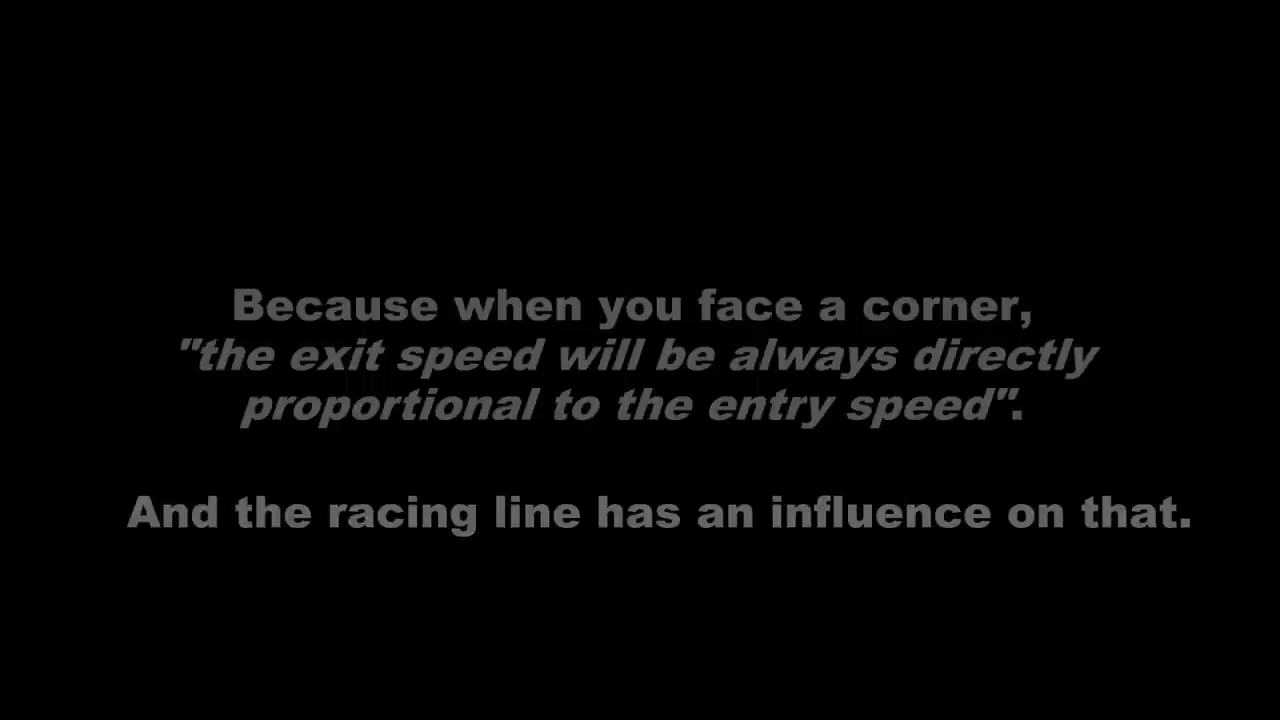 Because when you face a corner,
"the exit speed will be always directly
proportional to the entry speed".
And the racing line has an influence on that.